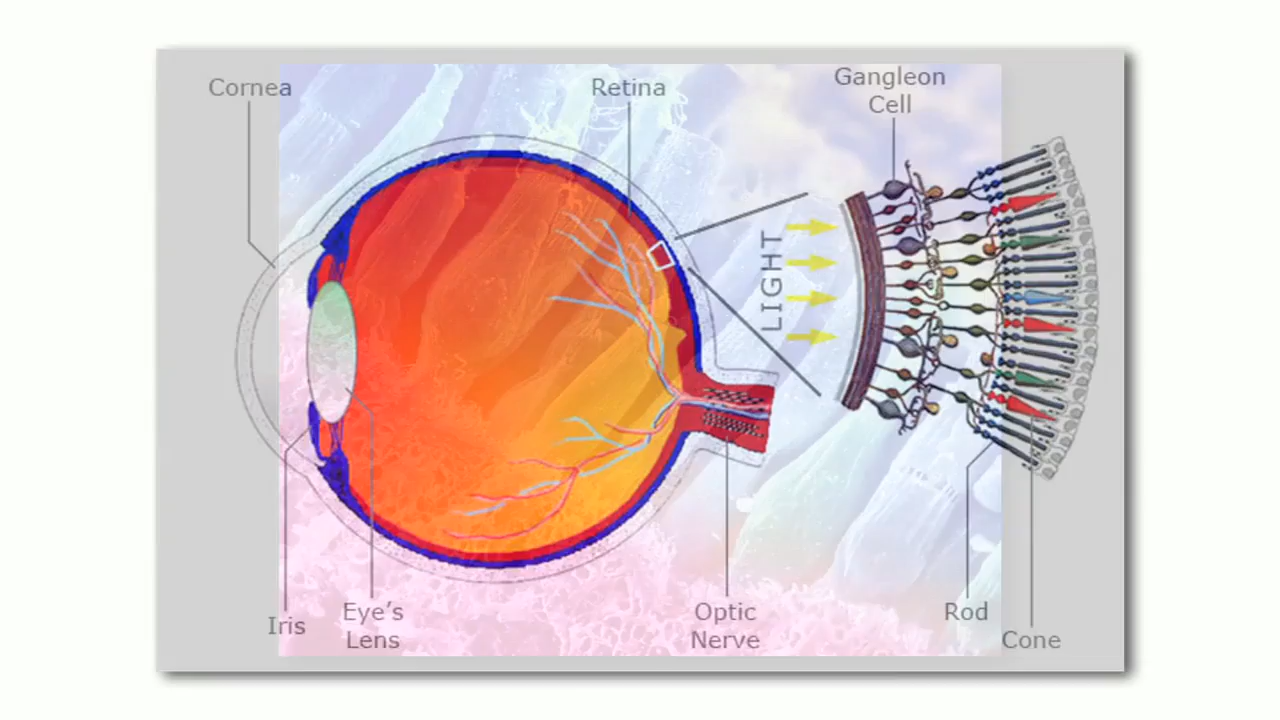 Cornea
Retina
Gangleon
Cell
LIGHT
Iris
Eye’s
Lens
Optic
Nerve
Rod
Cone